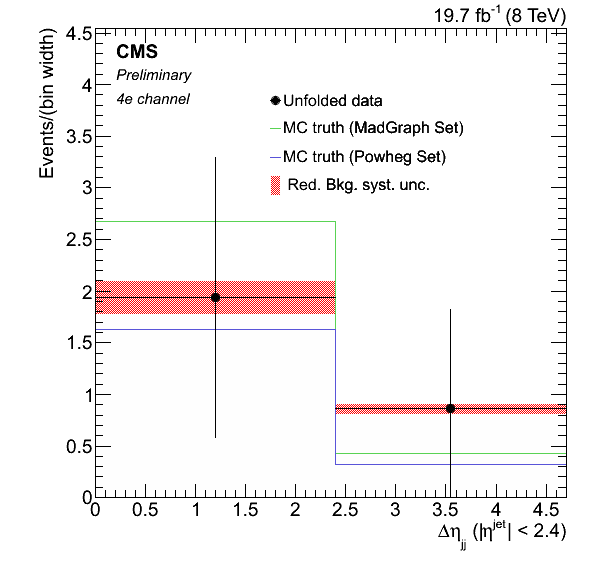 19.7 fb⁻¹ (8 TeV)
Events/(bin width)
CMS
Preliminary
4e channel
Unfolded data
MC truth (MadGraph Set)
MC truth (Powheg Set)
Red. Bkg. syst. unc.
4.5
4
3.5
3
2.5
2
1.5
1
0.5
0
0 0.5 1 1.5 2 2.5 3 3.5 4 4.5
Δη_jj (|η^jet| < 2.4)